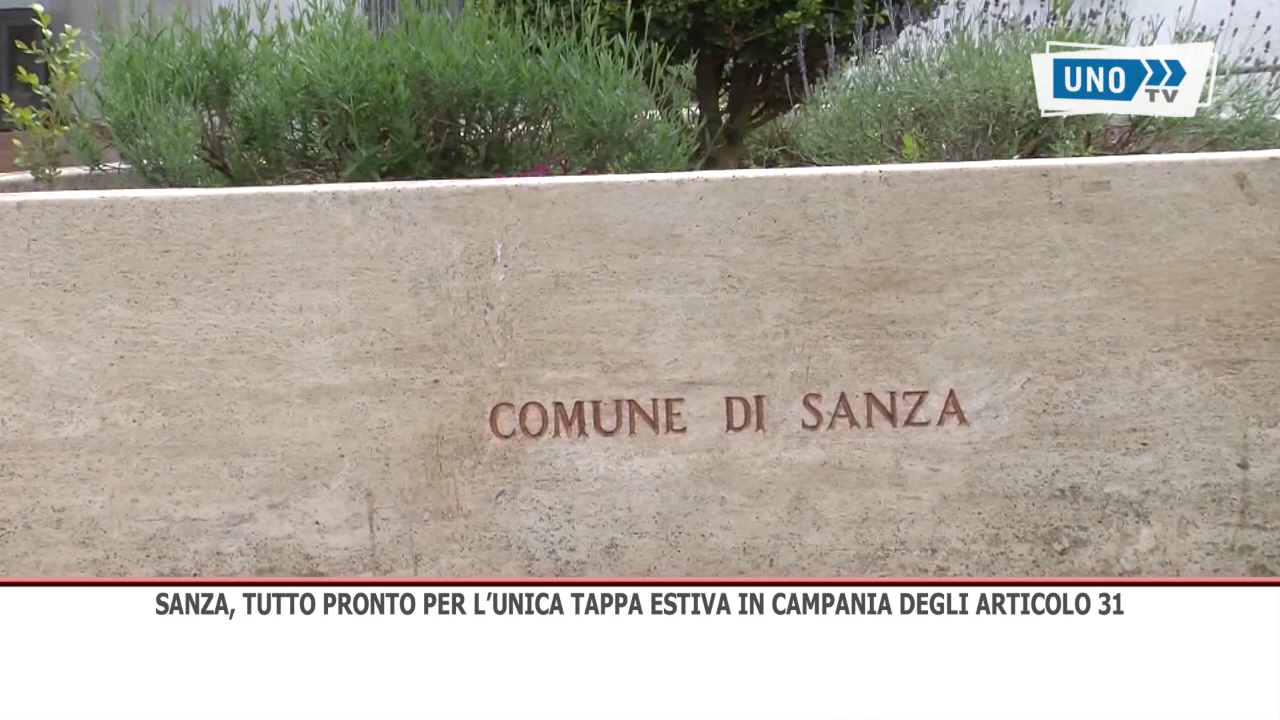 UNO
TV
COMUNE DI SANZA
SANZA, TUTTO PRONTO PER L'UNICA TAPPA ESTIVA IN CAMPANIA DEGLI ARTICOLO 31